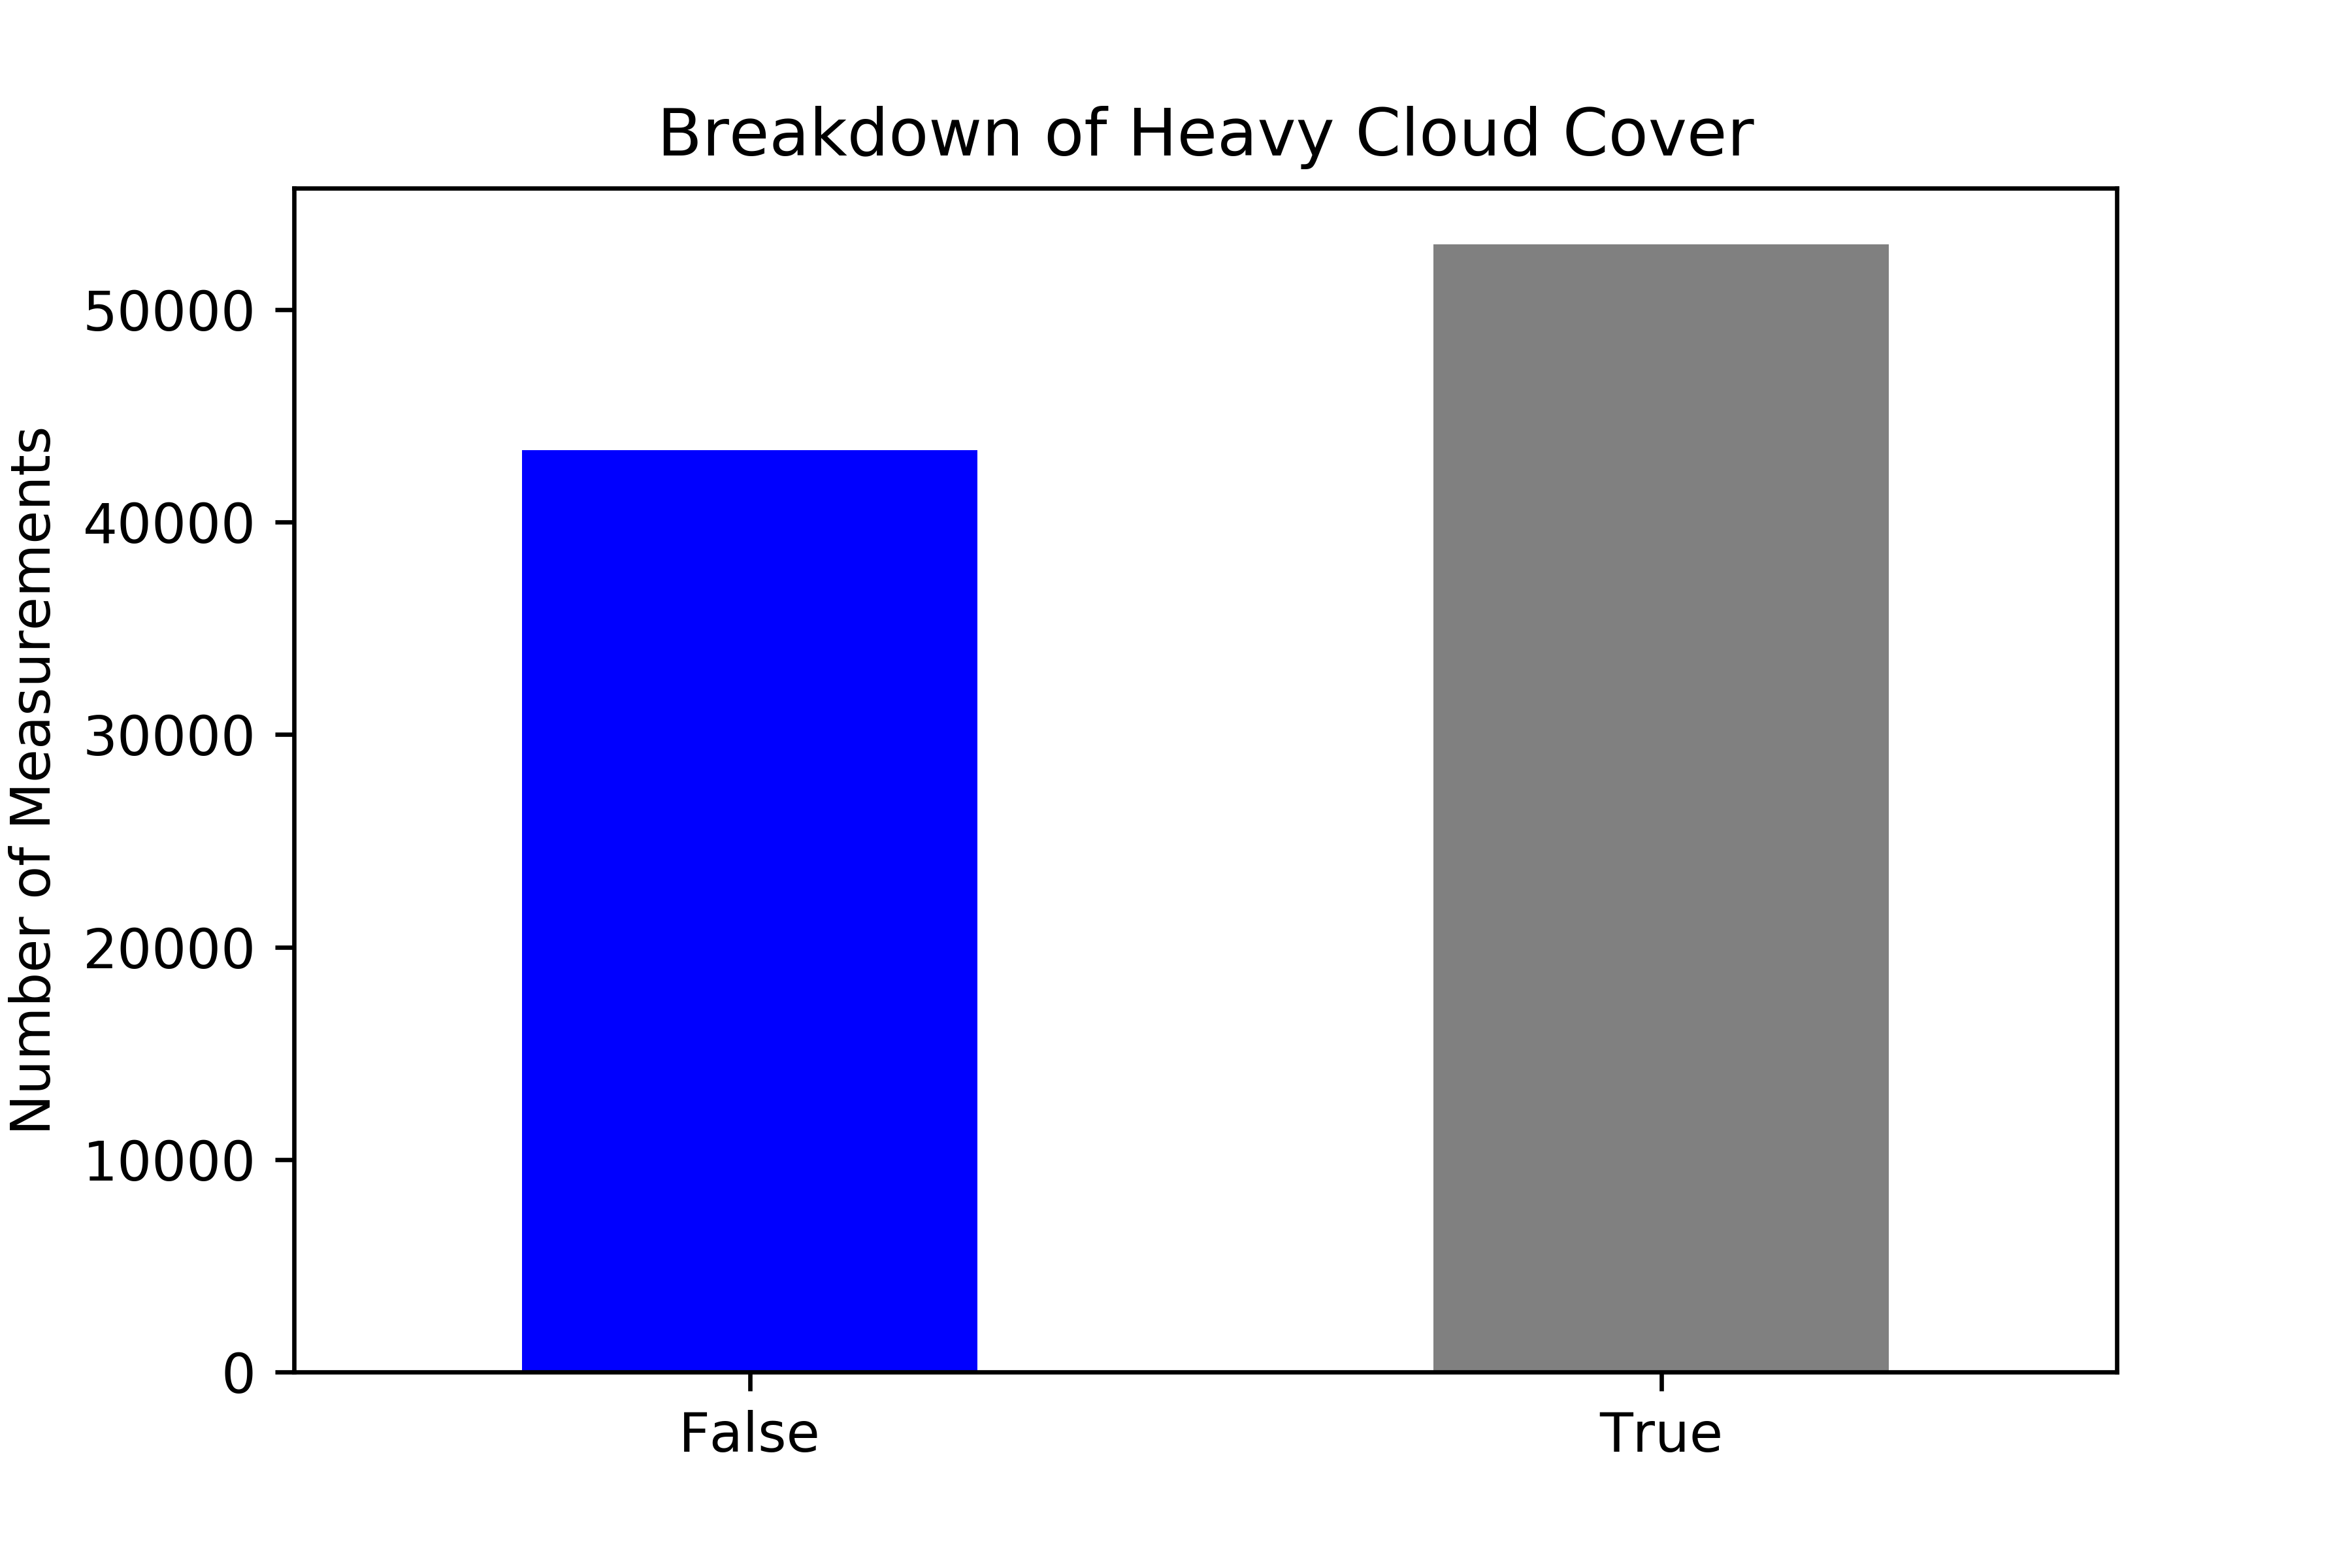 Breakdown of Heavy Cloud Cover
Number of Measurements
50000
40000
30000
20000
10000
0
False
True